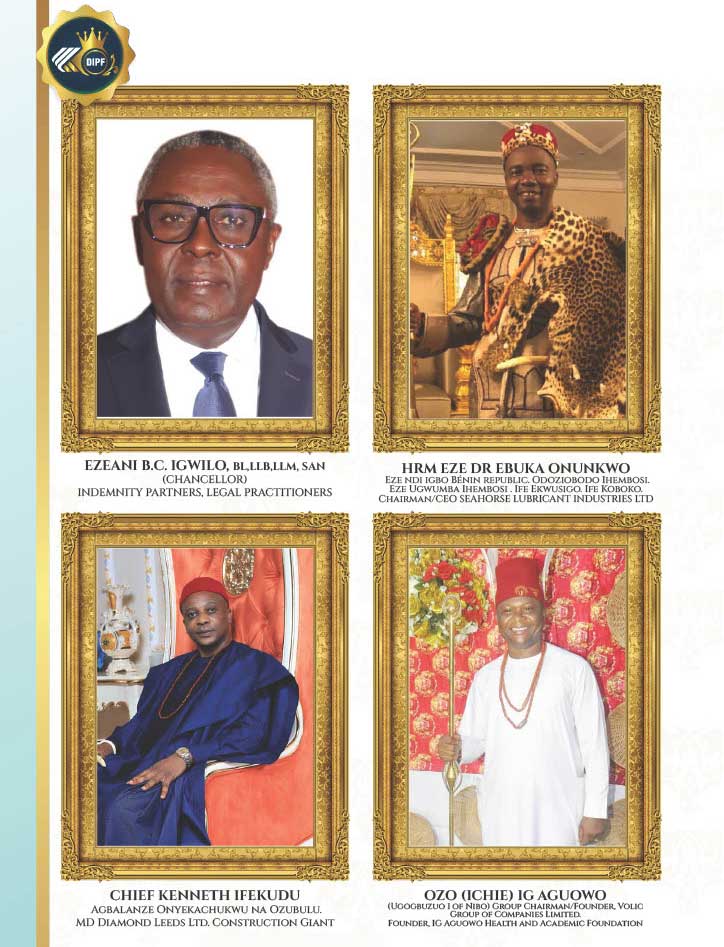 DIPF
EZEANI B.C. IGWILO, BL,LLB,LLM, SAN
(CHANCELLOR)
INDEMNITY PARTNERS, LEGAL PRACTITIONERS
HRM EZE DR EBUKA ONUNKWO
Eze ndi igbo Bénin republic. Odoziobodo Ihembosi.
Eze Ugwumba Ihembosi . Ife Ekwusigo. Ife Koboko.
Chairman/CEO SEAHORSE LUBRICANT INDUSTRIES LTD
CHIEF KENNETH IFEKUDU
Agbalanze Onyekachukwu na Ozubulu.
MD Diamond Leeds Ltd. Construction Giant
OZO (ICHIE) IG AGUOWO
(Ugogbuzuo I of Nibo) Group Chairman/Founder, Volic
Group of Companies Limited.
Founder, IG Aguowo Health and Academic Foundation